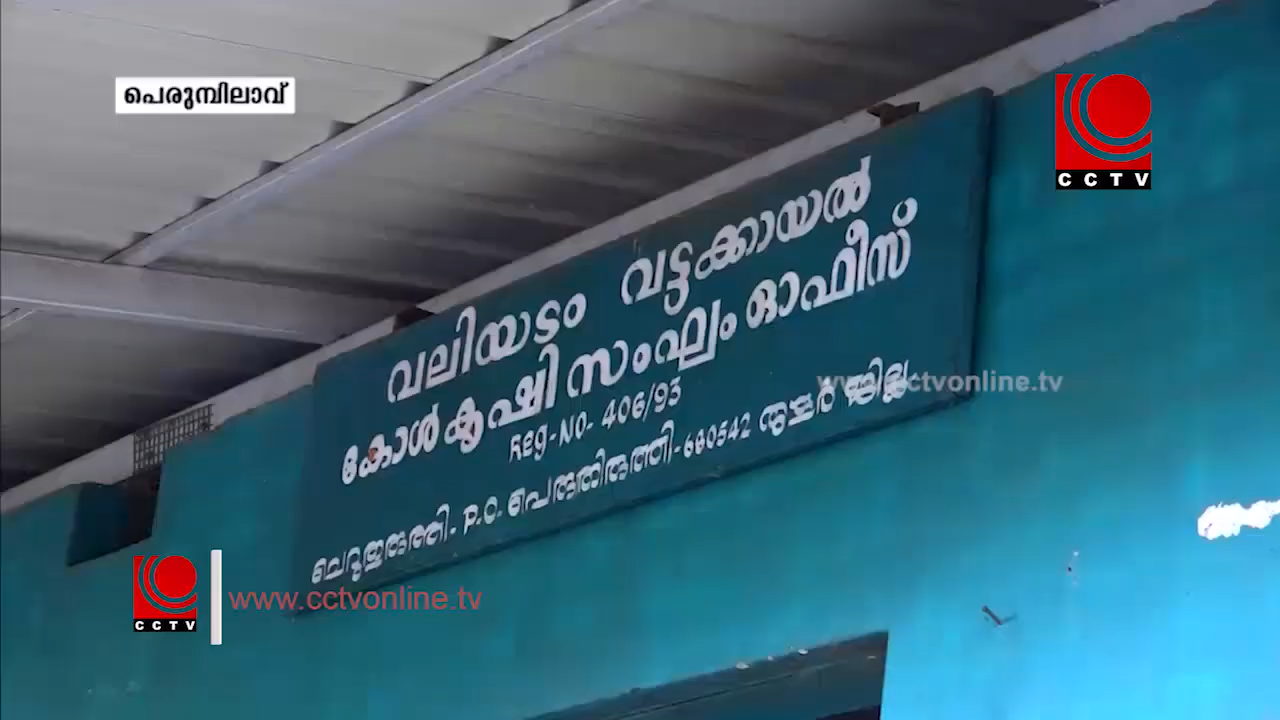 പെരുമ്പിലാവ്
CCTV
വലിയടം വട്ടക്കായൽ
കോൾകൃഷി സംഘം ഓഫീസ്
Reg-No- 406/93
ചെറുതുരുത്തി- P.O. പെരുന്തിരുത്തി-680542 തൃശൂർ ജില്ല
www.cctvonline.tv
CCTV
www.cctvonline.tv